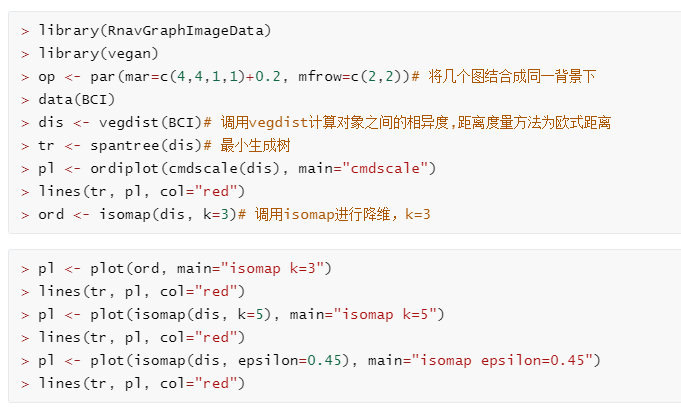 > library(RnavGraphImageData)
> library(vegan)
> op <- par(mar=c(4,4,1,1)+0.2, mfrow=c(2,2))# 将几个图结合成同一背景下
> data(BCI)
> dis <- vegdist(BCI)# 调用vegdist计算对象之间的相异度,距离度量方法为欧式距离
> tr <- spantree(dis)# 最小生成树
> pl <- ordiplot(cmdscale(dis), main="cmdscale")
> lines(tr, pl, col="red")
> ord <- isomap(dis, k=3)# 调用isomap进行降维，k=3
> pl <- plot(ord, main="isomap k=3")
> lines(tr, pl, col="red")
> pl <- plot(isomap(dis, k=5), main="isomap k=5")
> lines(tr, pl, col="red")
> pl <- plot(isomap(dis, epsilon=0.45), main="isomap epsilon=0.45")
> lines(tr, pl, col="red")